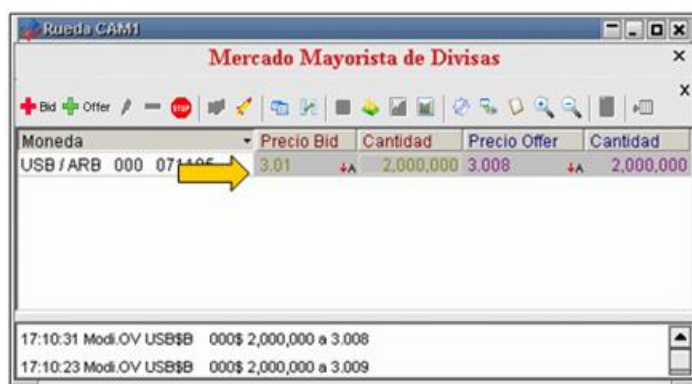 Rueda CAM1
Mercado Mayorista de Divisas
Bid Offer STOP
Moneda Precio Bid Cantidad Precio Offer Cantidad
USB / ARB 000 3.01 A 2,000,000 3.008 A 2,000,000
17:10:31 Modi.OV USB$B 000$ 2,000,000 a 3.008
17:10:23 Modi.OV USB$B 000$ 2,000,000 a 3.009